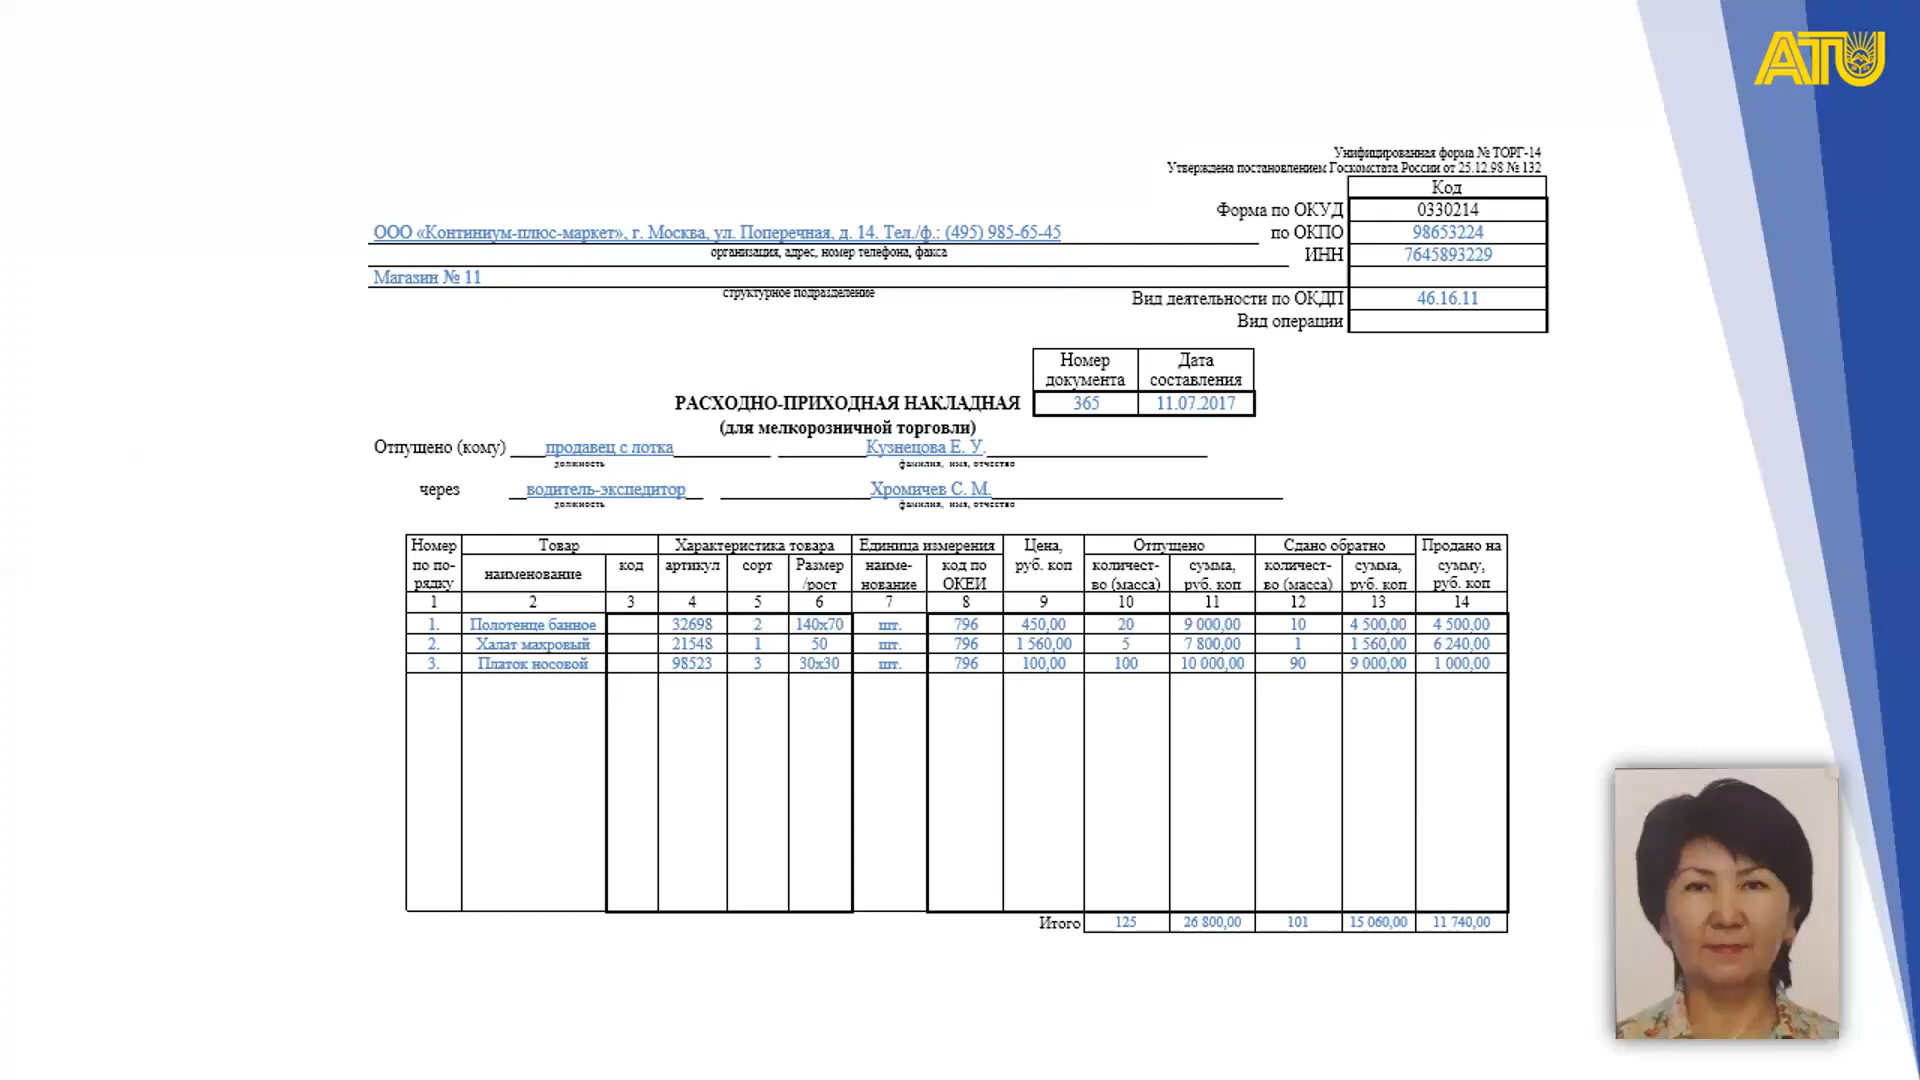 ATU
Унифицированная форма № ТОРГ-14
Утверждена постановлением Госкомстата России от 25.12.98 № 132
Код
Форма по ОКУД 0330214
ООО «Континиум-плюс-маркет», г. Москва, ул. Поперечная, д. 14. Тел./ф.: (495) 985-65-45 по ОКПО 98653224
организация, адрес, номер телефона, факса ИНН 7645893229
Магазин № 11
структурное подразделение Вид деятельности по ОКДП 46.16.11
Вид операции
Номер документа Дата составления
РАСХОДНО-ПРИХОДНАЯ НАКЛАДНАЯ 365 11.07.2017
(для мелкорозничной торговли)
Отпущено (кому) продавец с лотка Кузнецова Е. У.
должность фамилия, имя, отчество
через водитель-экспедитор Хромичев С. М.
должность фамилия, имя, отчество
Номер по по-рядку Товар Характеристика товара Единица измерения Цена, руб. коп Отпущено Сдано обратно Продано на сумму, руб. коп
наименование код артикул сорт Размер /рост наиме-нование код по ОКЕИ количест-во (масса) сумма, руб. коп количест-во (масса) сумма, руб. коп
1 2 3 4 5 6 7 8 9 10 11 12 13 14
1. Полотенце банное 32698 2 140х70 шт. 796 450,00 20 9 000,00 10 4 500,00 4 500,00
2. Халат махровый 21548 1 50 шт. 796 1 560,00 5 7 800,00 1 1 560,00 6 240,00
3. Платок носовой 98523 3 30х30 шт. 796 100,00 100 10 000,00 90 9 000,00 1 000,00
Итого 125 26 800,00 101 15 060,00 11 740,00